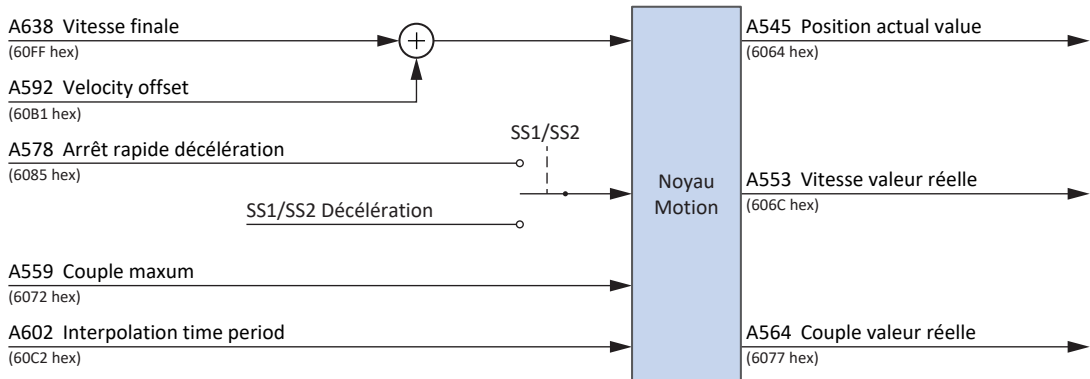 A638 Vitesse finale
(60FF hex)
A592 Velocity offset
(60B1 hex)
A578 Arrêt rapide décélération
(6085 hex)
SS1/SS2
SS1/SS2 Décélération
A559 Couple maxum
(6072 hex)
A602 Interpolation time period
(60C2 hex)
Noyau
Motion
A545 Position actual value
(6064 hex)
A553 Vitesse valeur réelle
(606C hex)
A564 Couple valeur réelle
(6077 hex)